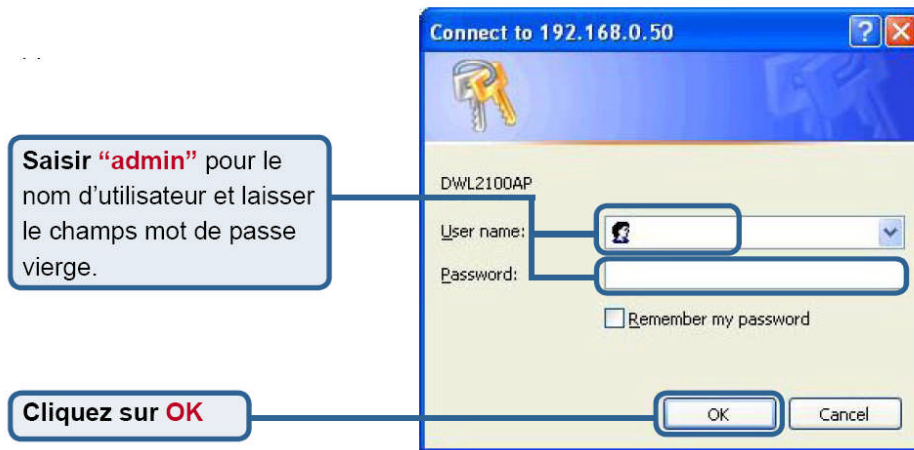 Connect to 192.168.0.50
Saisir “admin” pour le
nom d’utilisateur et laisser
le champs mot de passe
vierge.
DWL2100AP
User name:
Password:
Remember my password
Cliquez sur OK
OK
Cancel